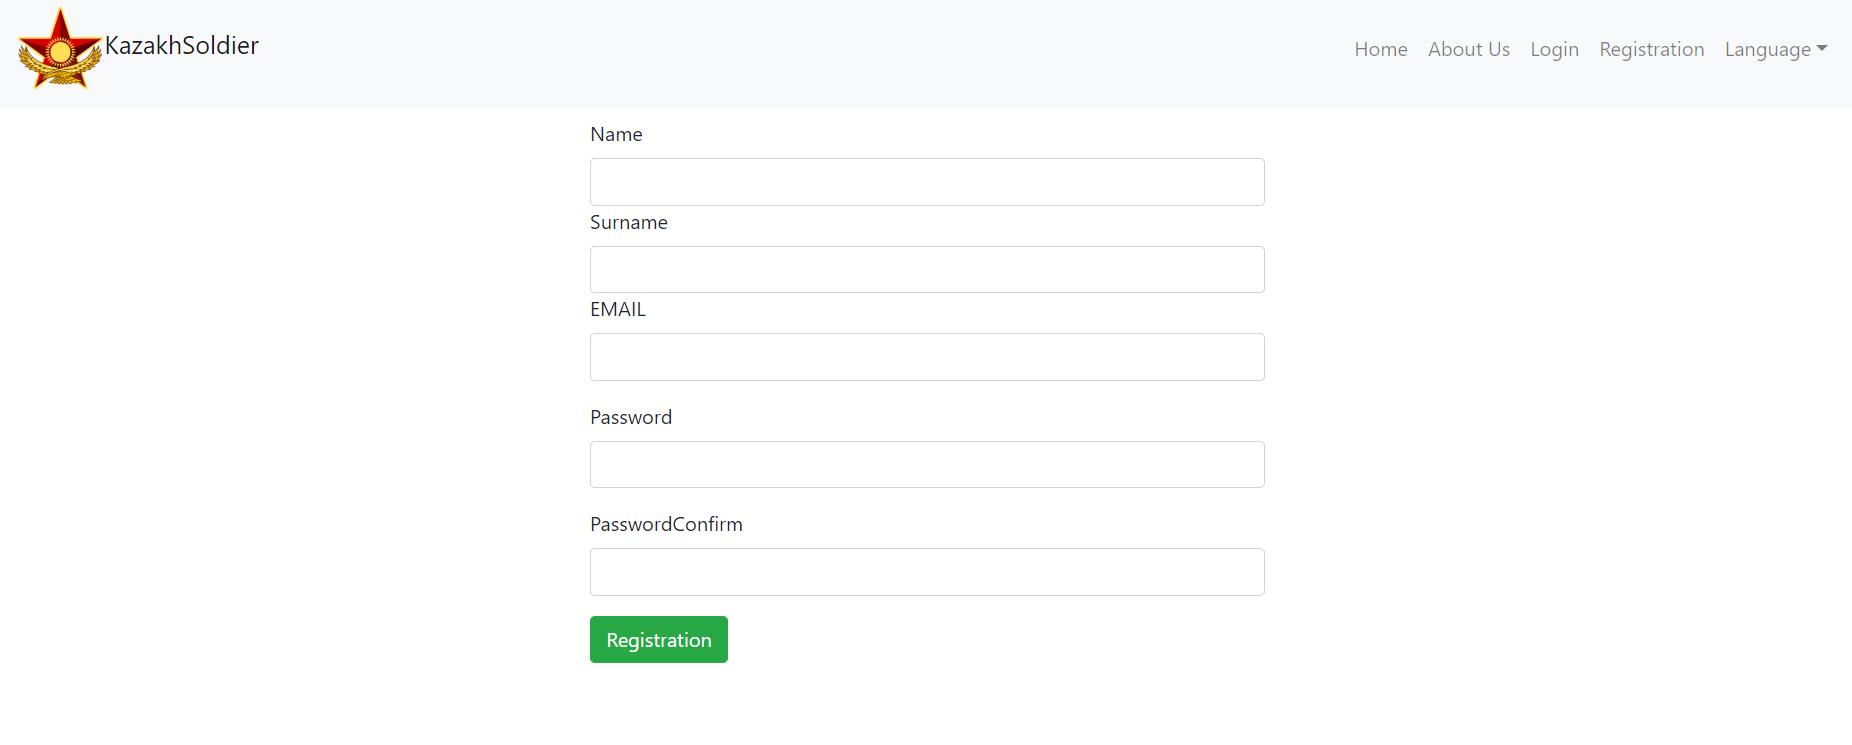 KazakhSoldier
Home About Us Login Registration Language
Name
Surname
EMAIL
Password
PasswordConfirm
Registration